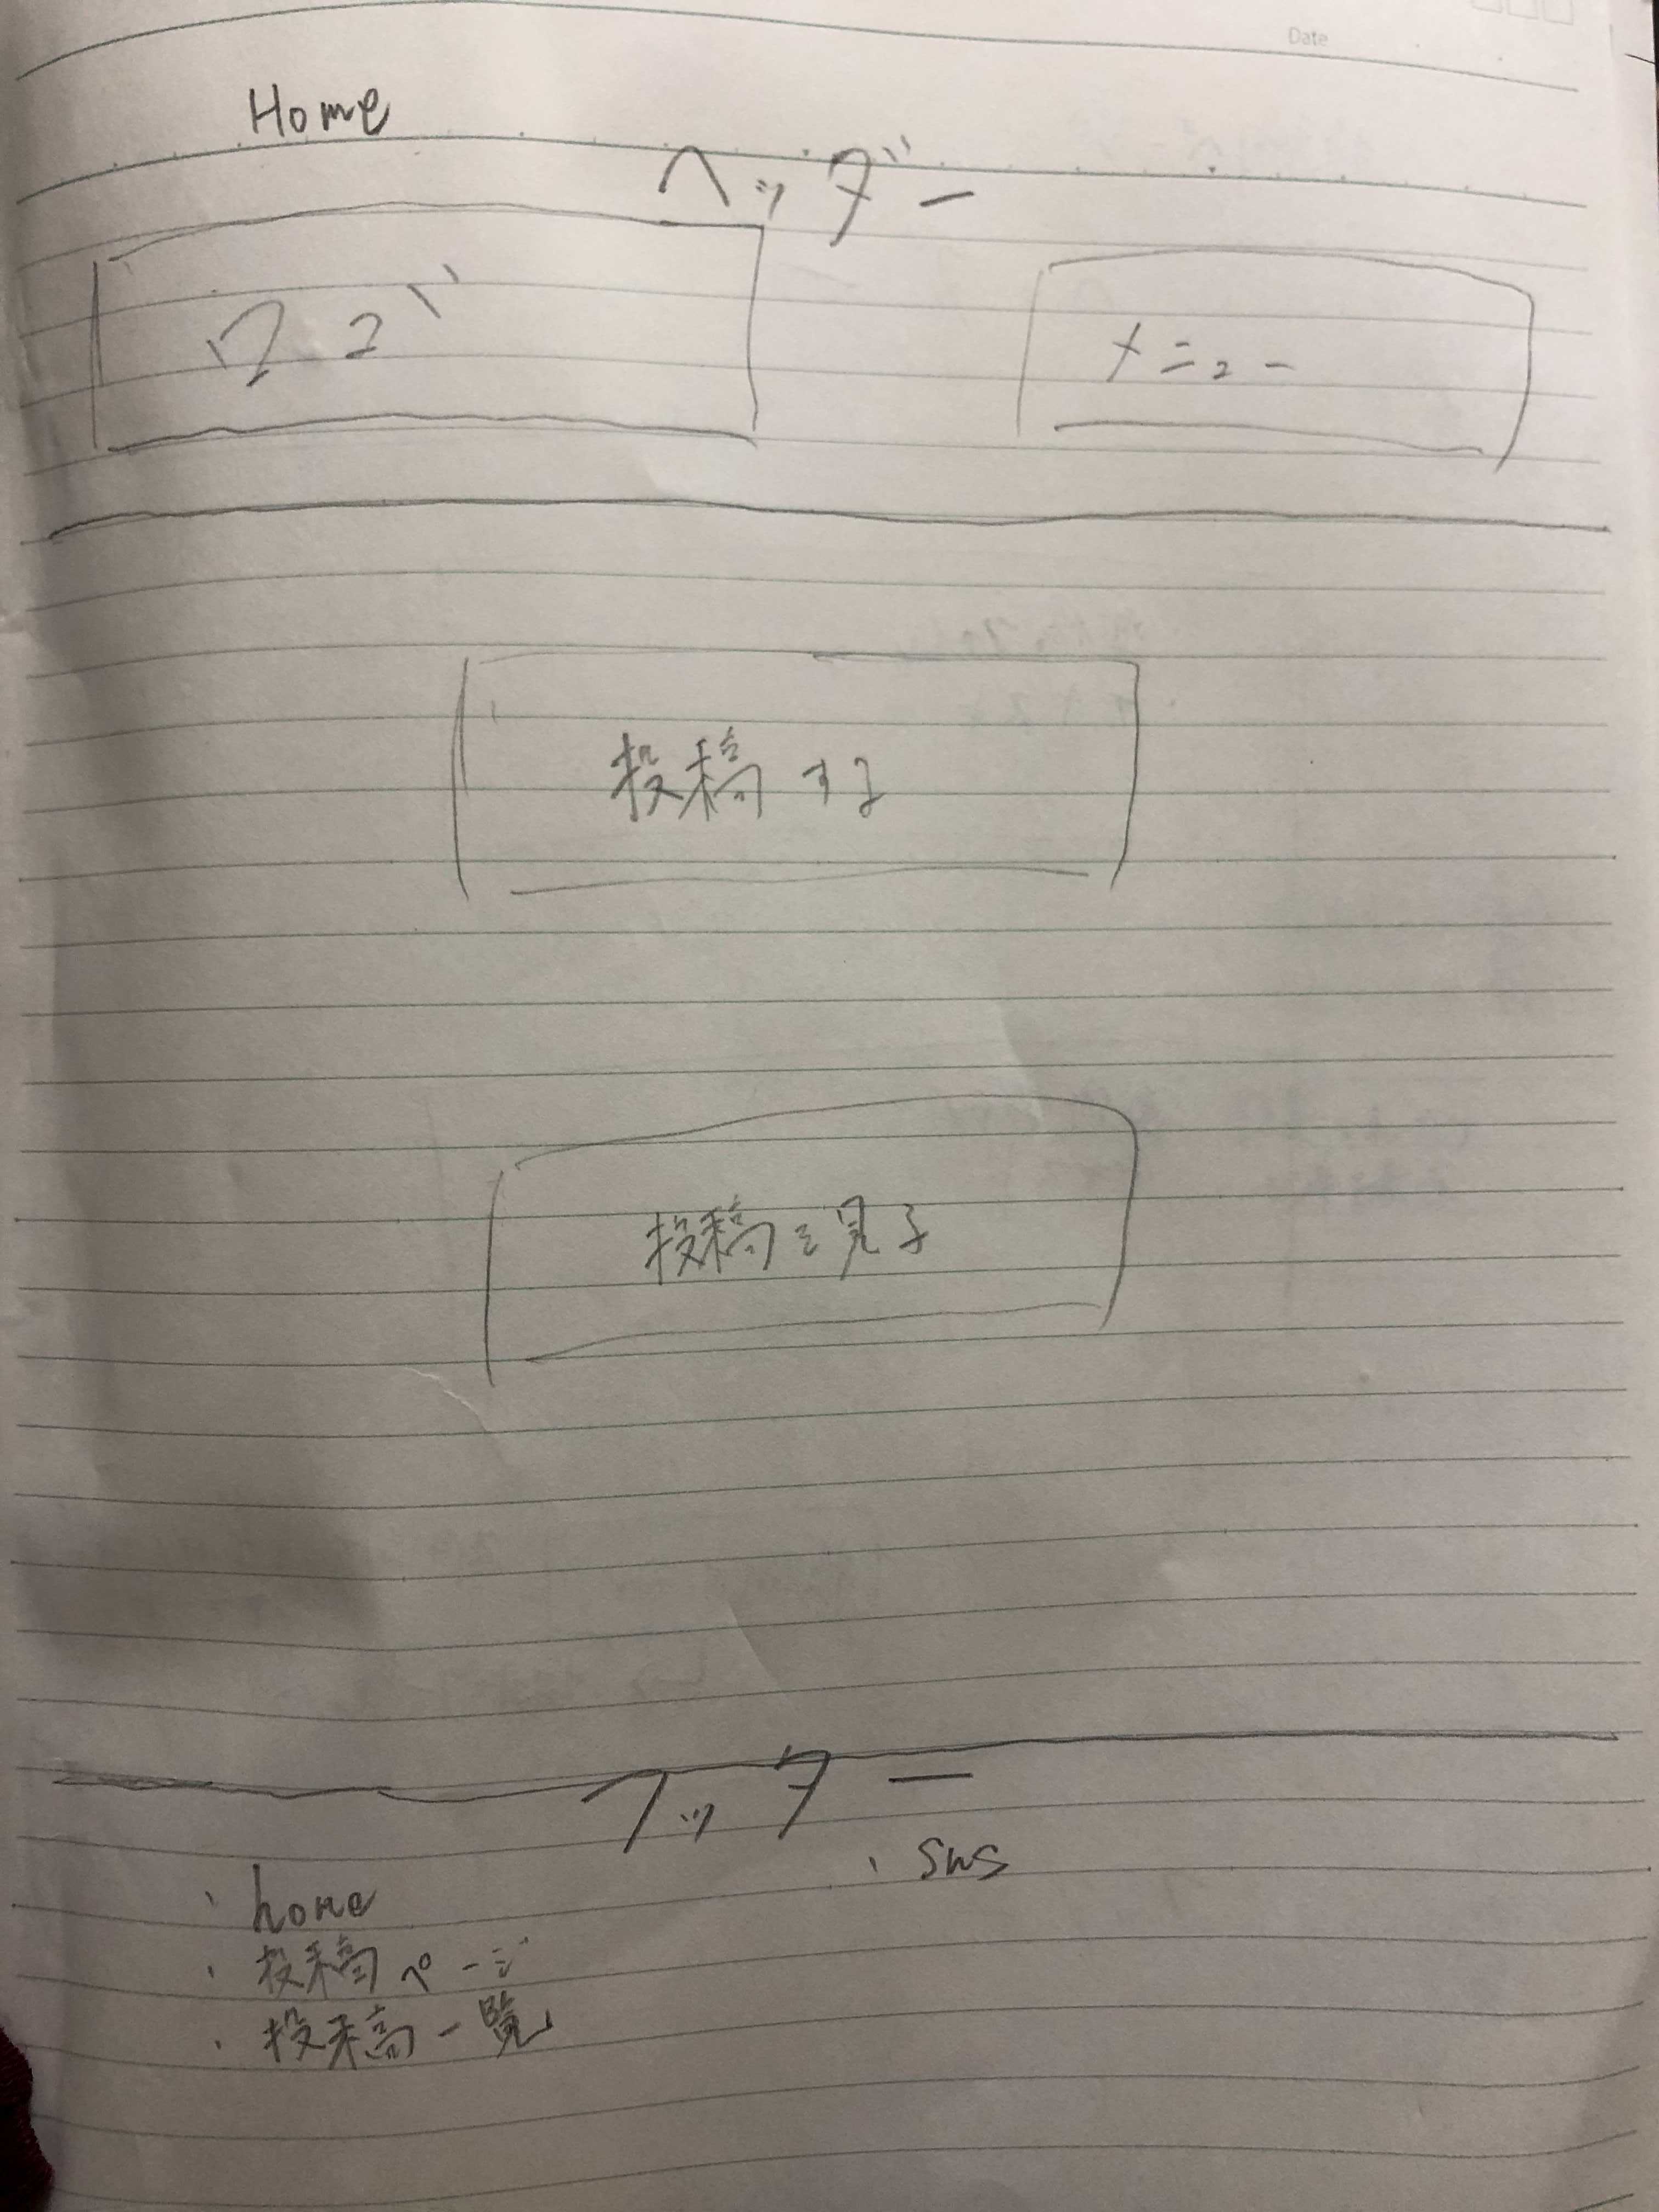 Date
Home
ヘッダー
ロゴ
メニュー
投稿する
投稿を見る
フッター
・sns
・home
・投稿ページ
・投稿一覧